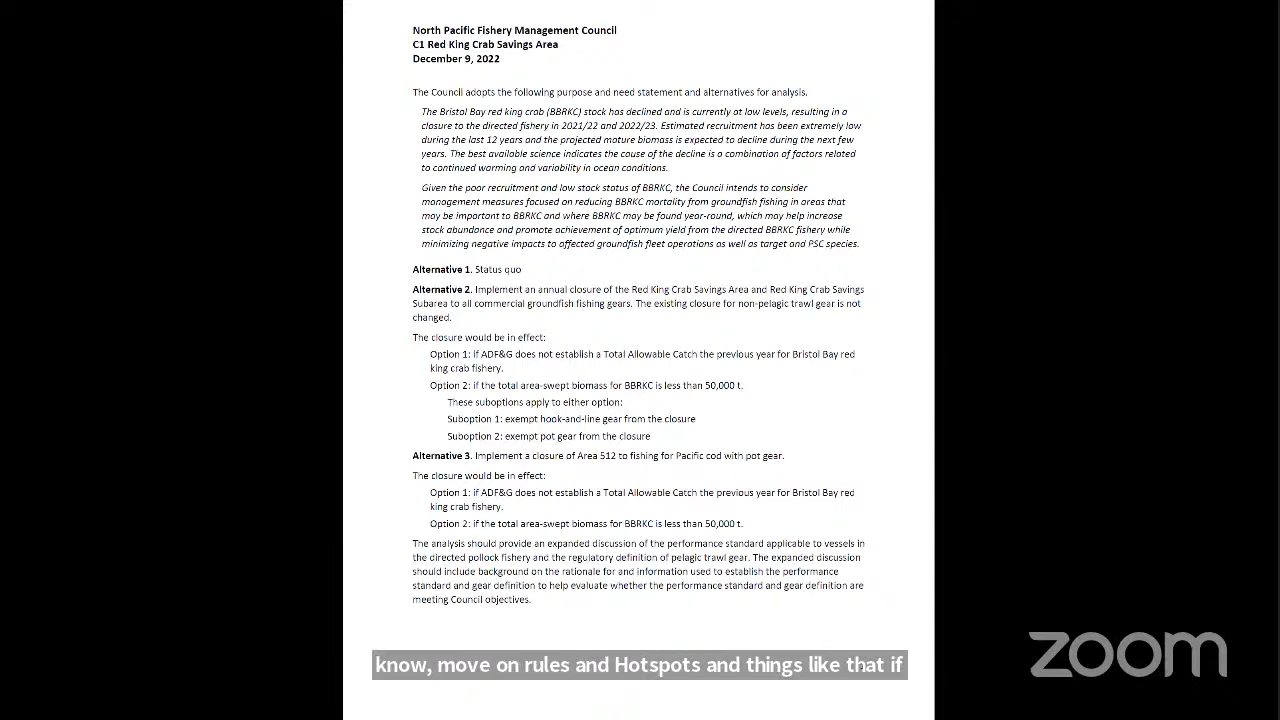 North Pacific Fishery Management Council
C1 Red King Crab Savings Area
December 9, 2022
The Council adopts the following purpose and need statement and alternatives for analysis.
The Bristol Bay red king crab (BBRKC) stock has declined and is currently at low levels, resulting in a
closure to the directed fishery in 2021/22 and 2022/23. Estimated recruitment has been extremely low
during the last 12 years and the projected mature biomass is expected to decline during the next few
years. The best available science indicates the cause of the decline is a combination of factors related
to continued warming and variability in ocean conditions.
Given the poor recruitment and low stock status of BBRKC, the Council intends to consider
management measures focused on reducing BBRKC mortality from groundfish fishing in areas that
may be important to BBRKC and where BBRKC may be found year-round, which may help increase
stock abundance and promote achievement of optimum yield from the directed BBRKC fishery while
minimizing negative impacts to affected groundfish fleet operations as well as target and PSC species.
Alternative 1. Status quo
Alternative 2. Implement an annual closure of the Red King Crab Savings Area and Red King Crab Savings
Subarea to all commercial groundfish fishing gears. The existing closure for non-pelagic trawl gear is not
changed.
The closure would be in effect:
Option 1: if ADF&G does not establish a Total Allowable Catch the previous year for Bristol Bay red
king crab fishery.
Option 2: if the total area-swept biomass for BBRKC is less than 50,000 t.
These suboptions apply to either option:
Suboption 1: exempt hook-and-line gear from the closure
Suboption 2: exempt pot gear from the closure
Alternative 3. Implement a closure of Area 512 to fishing for Pacific cod with pot gear.
The closure would be in effect:
Option 1: if ADF&G does not establish a Total Allowable Catch the previous year for Bristol Bay red
king crab fishery.
Option 2: if the total area-swept biomass for BBRKC is less than 50,000 t.
The analysis should provide an expanded discussion of the performance standard applicable to vessels in
the directed pollock fishery and the regulatory definition of pelagic trawl gear. The expanded discussion
should include background on the rationale for and information used to establish the performance
standard and gear definition to help evaluate whether the performance standard and gear definition are
meeting Council objectives.
know, move on rules and Hotspots and things like that if
zoom